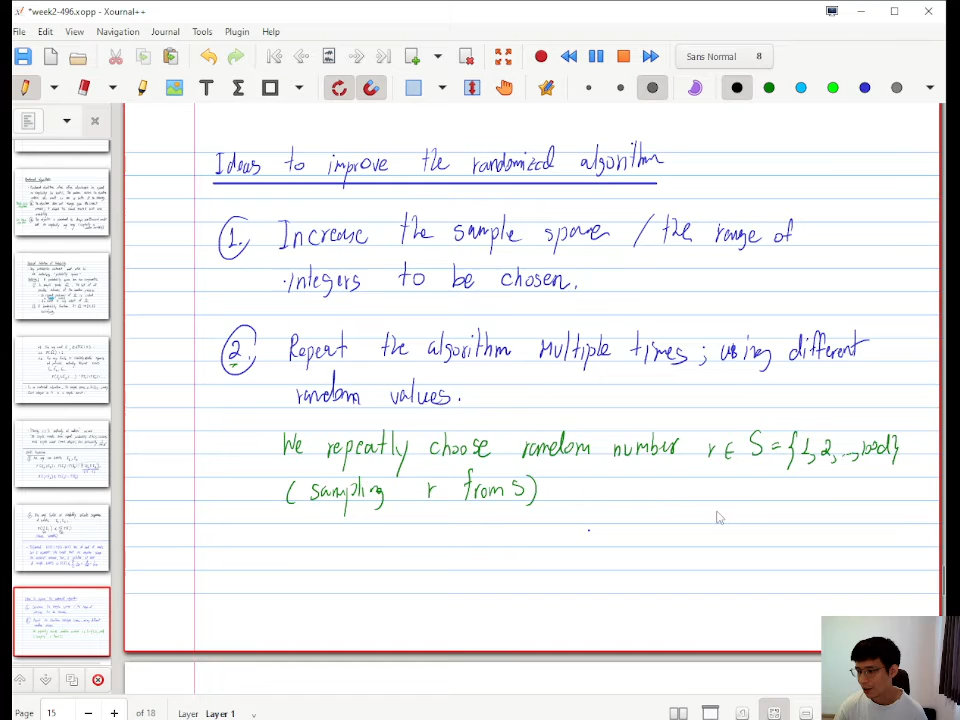 *week2-496.xopp - Xournal++
File Edit View Navigation Journal Tools Plugin Help
Sans Normal 8
Ideas to improve the randomized algorithm
1. Increase the sample space / the range of
integers to be chosen.
2. Repeat the algorithm Multiple times; using different
random values.
We repeatly choose random number r ∈ S = {1, 2, ..., 100d}
(sampling r from S)
Page 15 of 18 Layer Layer 1